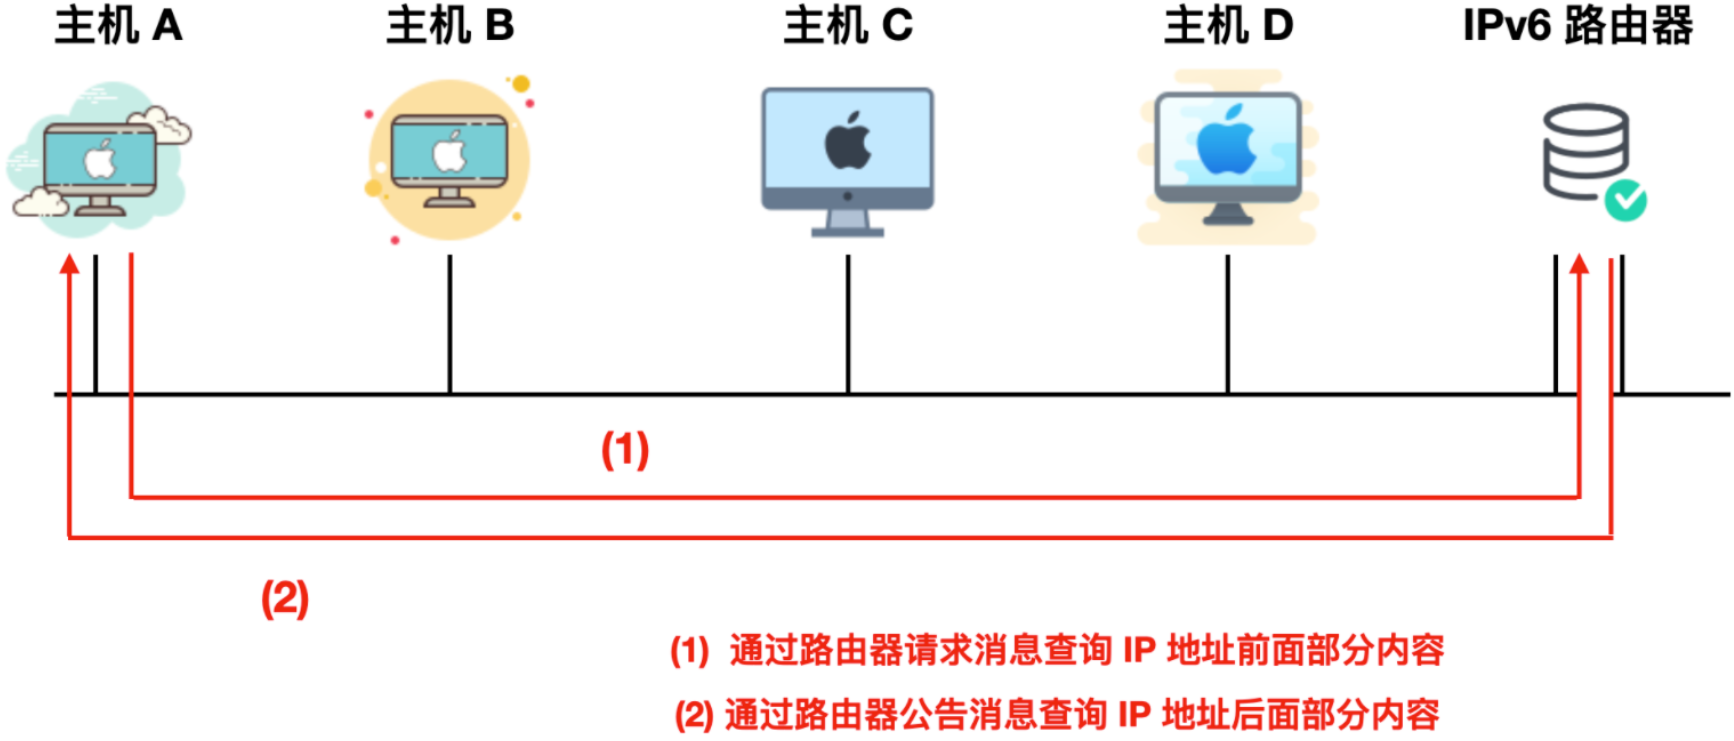 主机 A 主机 B 主机 C 主机 D IPv6 路由器
(1)
(2)
(1) 通过路由器请求消息查询 IP 地址前面部分内容
(2) 通过路由器公告消息查询 IP 地址后面部分内容